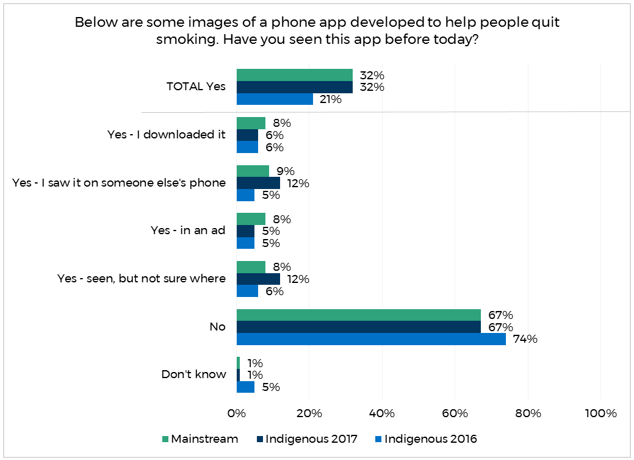 Below are some images of a phone app developed to help people quit
smoking. Have you seen this app before today?
TOTAL Yes
32%
32%
21%
Yes - I downloaded it
8%
6%
6%
Yes - I saw it on someone else's phone
9%
12%
5%
Yes - in an ad
8%
5%
5%
Yes - seen, but not sure where
8%
12%
6%
No
67%
67%
74%
Don't know
1%
1%
5%
0% 20% 40% 60% 80% 100%
Mainstream Indigenous 2017 Indigenous 2016